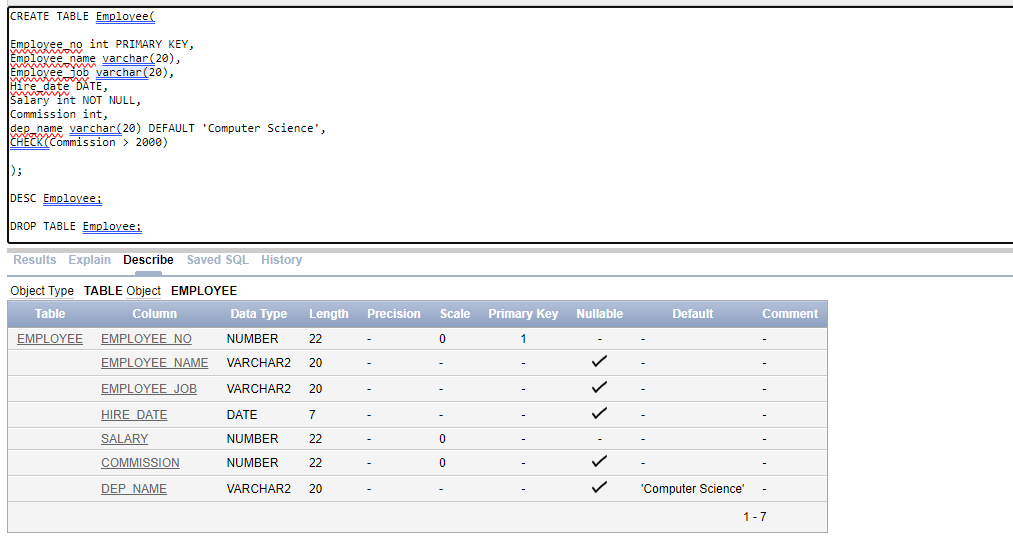 CREATE TABLE Employee(
Employee_no int PRIMARY KEY,
Employee_name varchar(20),
Employee_job varchar(20),
Hire_date DATE,
Salary int NOT NULL,
Commission int,
dep_name varchar(20) DEFAULT 'Computer Science',
CHECK(Commission > 2000)
);
DESC Employee;
DROP TABLE Employee;
Results Explain Describe Saved SQL History
Object Type TABLE Object EMPLOYEE
Table Column Data Type Length Precision Scale Primary Key Nullable Default Comment
EMPLOYEE EMPLOYEE_NO NUMBER 22 - 0 1 - - -
EMPLOYEE_NAME VARCHAR2 20 - - - ✓ - -
EMPLOYEE_JOB VARCHAR2 20 - - - ✓ - -
HIRE_DATE DATE 7 - - - ✓ - -
SALARY NUMBER 22 - 0 - - - -
COMMISSION NUMBER 22 - 0 - ✓ - -
DEP_NAME VARCHAR2 20 - - - ✓ 'Computer Science' -
1 - 7